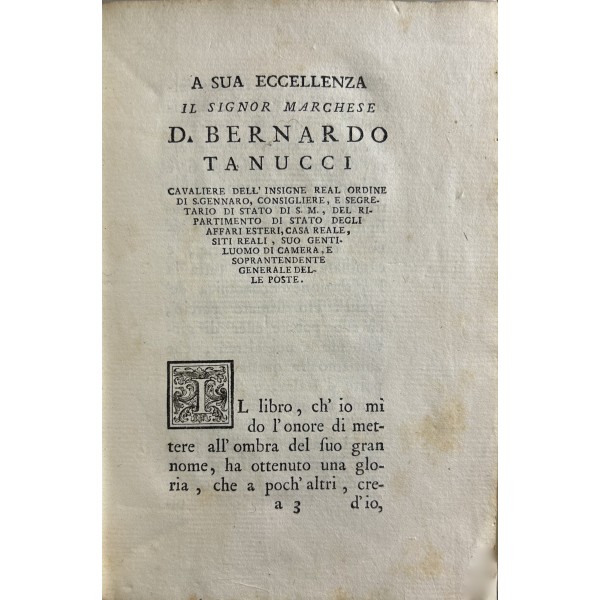 A SUA ECCELLENZA
IL SIGNOR MARCHESE
D. BERNARDO
TANUCCI
CAVALIERE DELL' INSIGNE REAL ORDINE
DI S.GENNARO, CONSIGLIERE, E SEGRE-
TARIO DI STATO DI S. M., DEL RI-
PARTIMENTO DI STATO DEGLI
AFFARI ESTERI, CASA REALE,
SITI REALI, SUO GENTI-
LUOMO DI CAMERA, E
SOPRANTENDENTE
GENERALE DEL-
LE POSTE.
IL libro, ch' io mi
do l'onore di met-
tere all'ombra del ſuo gran
nome, ha ottenuto una glo-
ria, che a poch'altri, cre-
a 3 d'io,